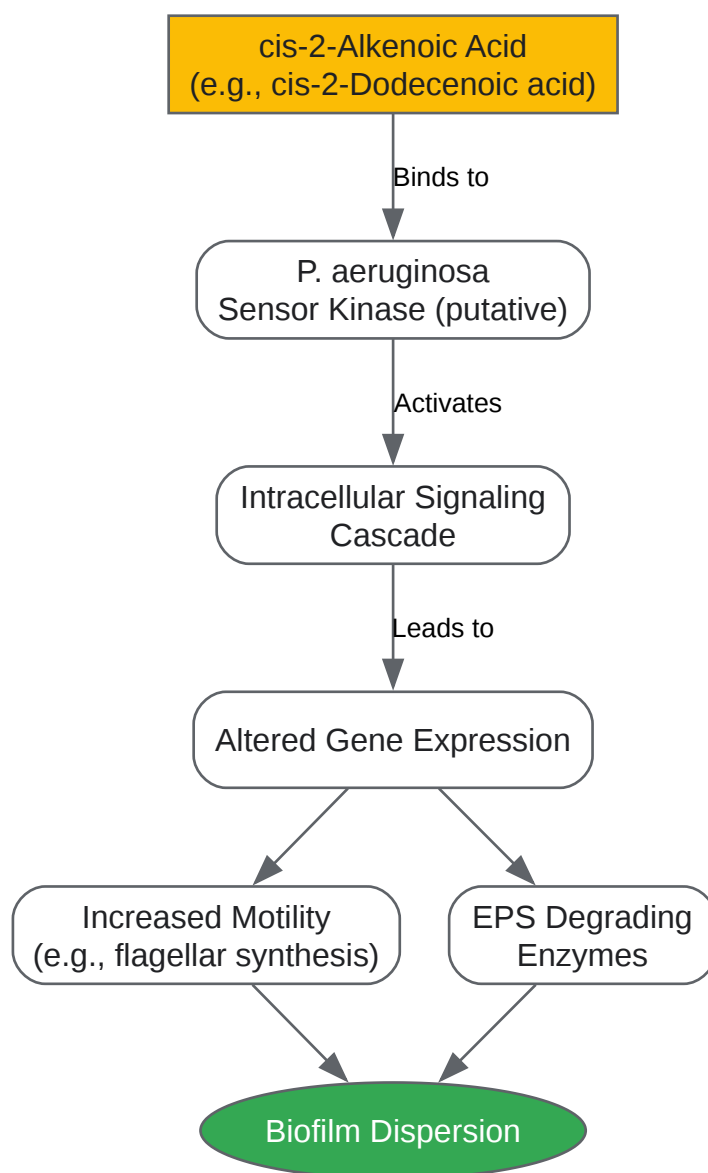 cis-2-Alkenoic Acid
(e.g., cis-2-Dodecenoic acid)
Binds to
P. aeruginosa
Sensor Kinase (putative)
Activates
Intracellular Signaling
Cascade
Leads to
Altered Gene Expression
Increased Motility
(e.g., flagellar synthesis)
EPS Degrading
Enzymes
Biofilm Dispersion